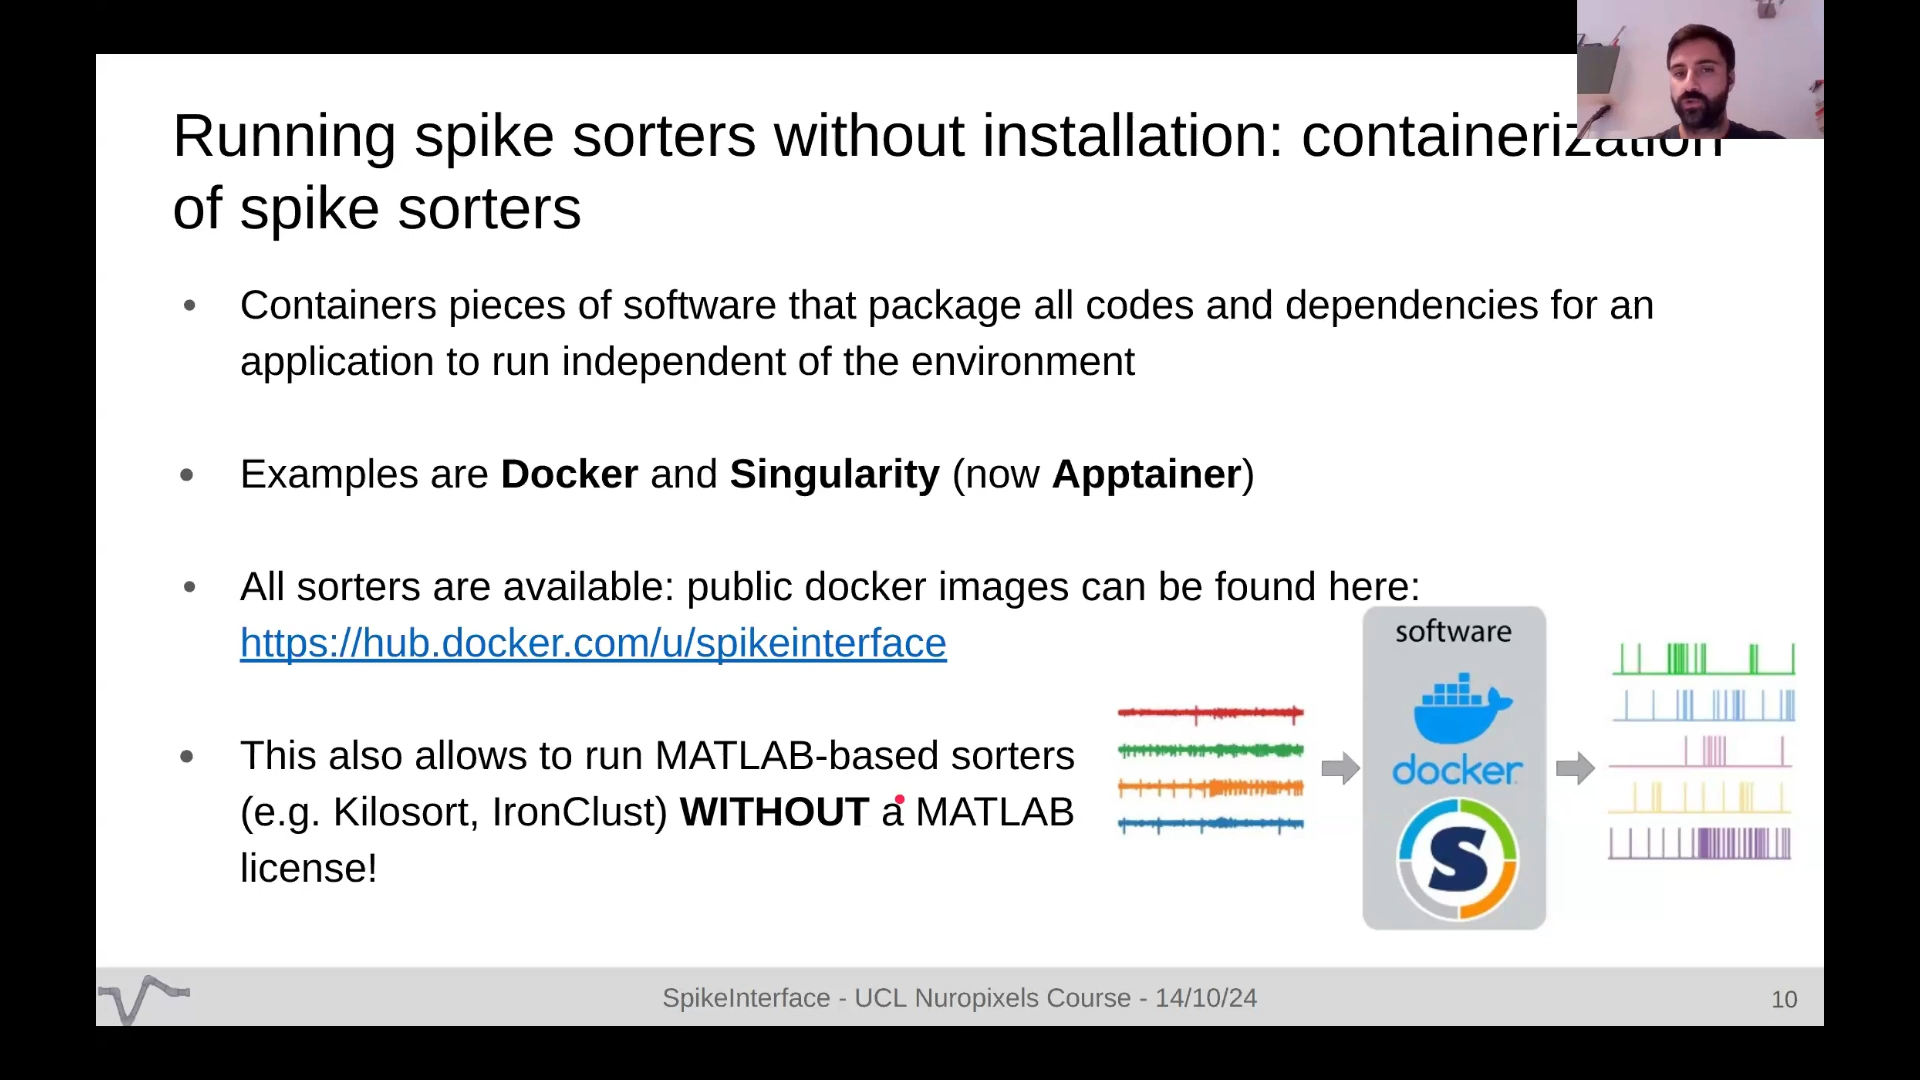 Running spike sorters without installation: containerization
of spike sorters
• Containers pieces of software that package all codes and dependencies for an
application to run independent of the environment
• Examples are Docker and Singularity (now Apptainer)
• All sorters are available: public docker images can be found here:
https://hub.docker.com/u/spikeinterface
• This also allows to run MATLAB-based sorters
(e.g. Kilosort, IronClust) WITHOUT a MATLAB
license!
software
docker
S
SpikeInterface - UCL Nuropixels Course - 14/10/24
10